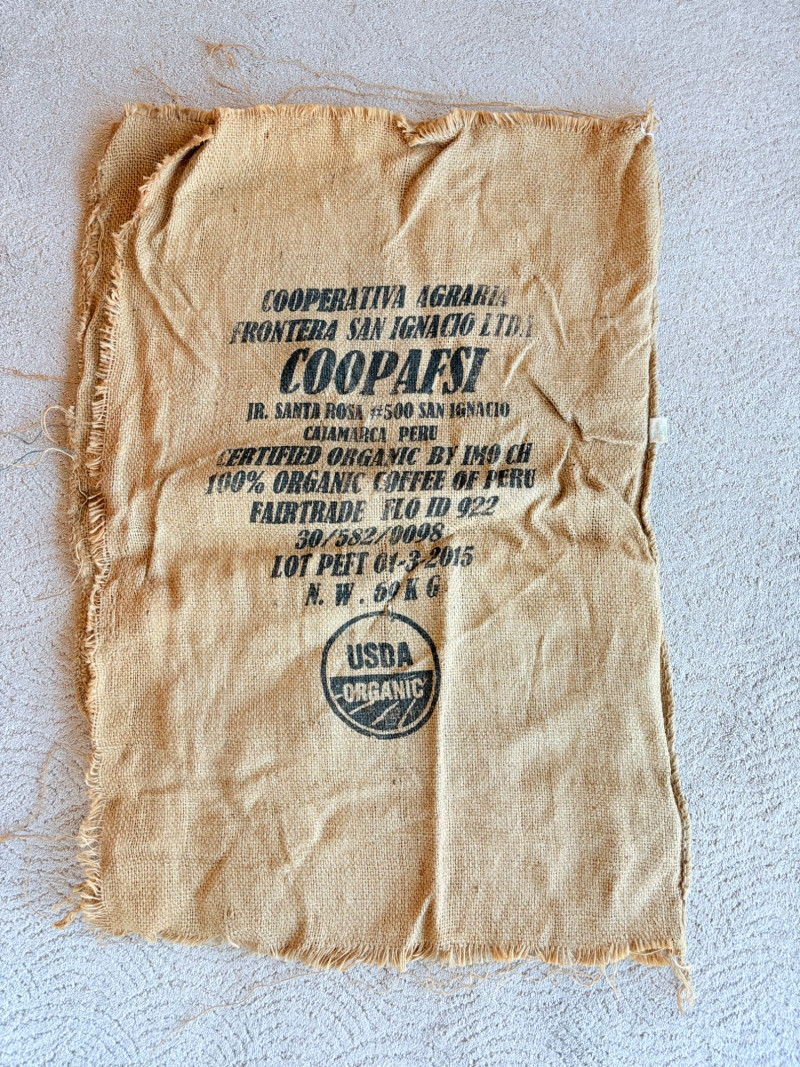 COOPERATIVA AGRARIA
FRONTERA SAN IGNACIO LTDA
COOPAFSI
JR. SANTA ROSA #500 SAN IGNACIO
CAJAMARCA PERU
CERTIFIED ORGANIC BY IMO CH
100% ORGANIC COFFEE OF PERU
FAIRTRADE FLO ID 922
30/582/0098
LOT PEFT 01-3-2015
N. W. 69 K G
USDA
ORGANIC